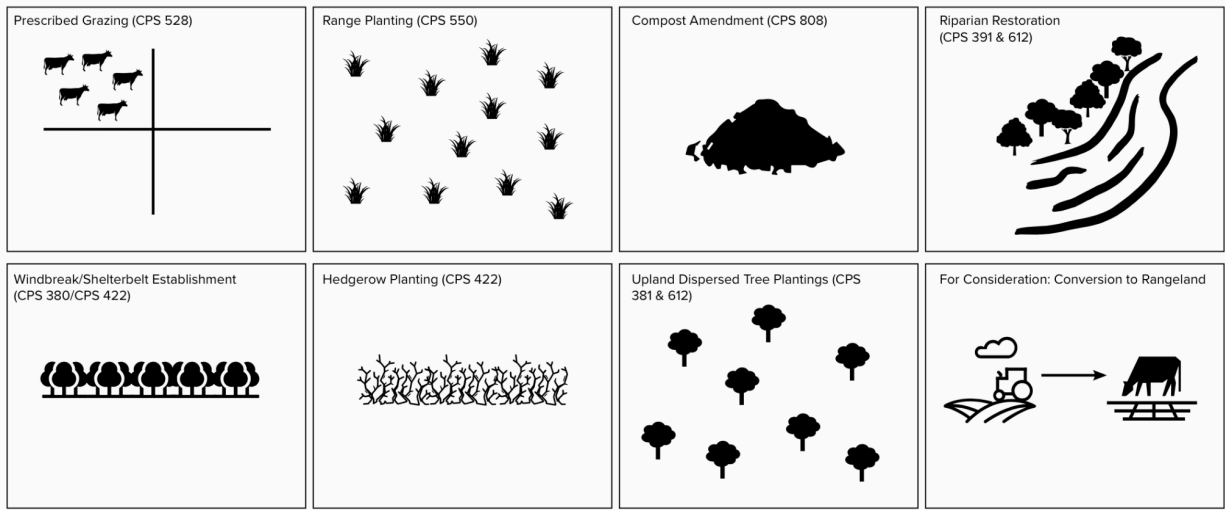 Prescribed Grazing (CPS 528)
Range Planting (CPS 550)
Compost Amendment (CPS 808)
Riparian Restoration
(CPS 391 & 612)
Windbreak/Shelterbelt Establishment
(CPS 380/CPS 422)
Hedgerow Planting (CPS 422)
Upland Dispersed Tree Plantings (CPS
381 & 612)
For Consideration: Conversion to Rangeland